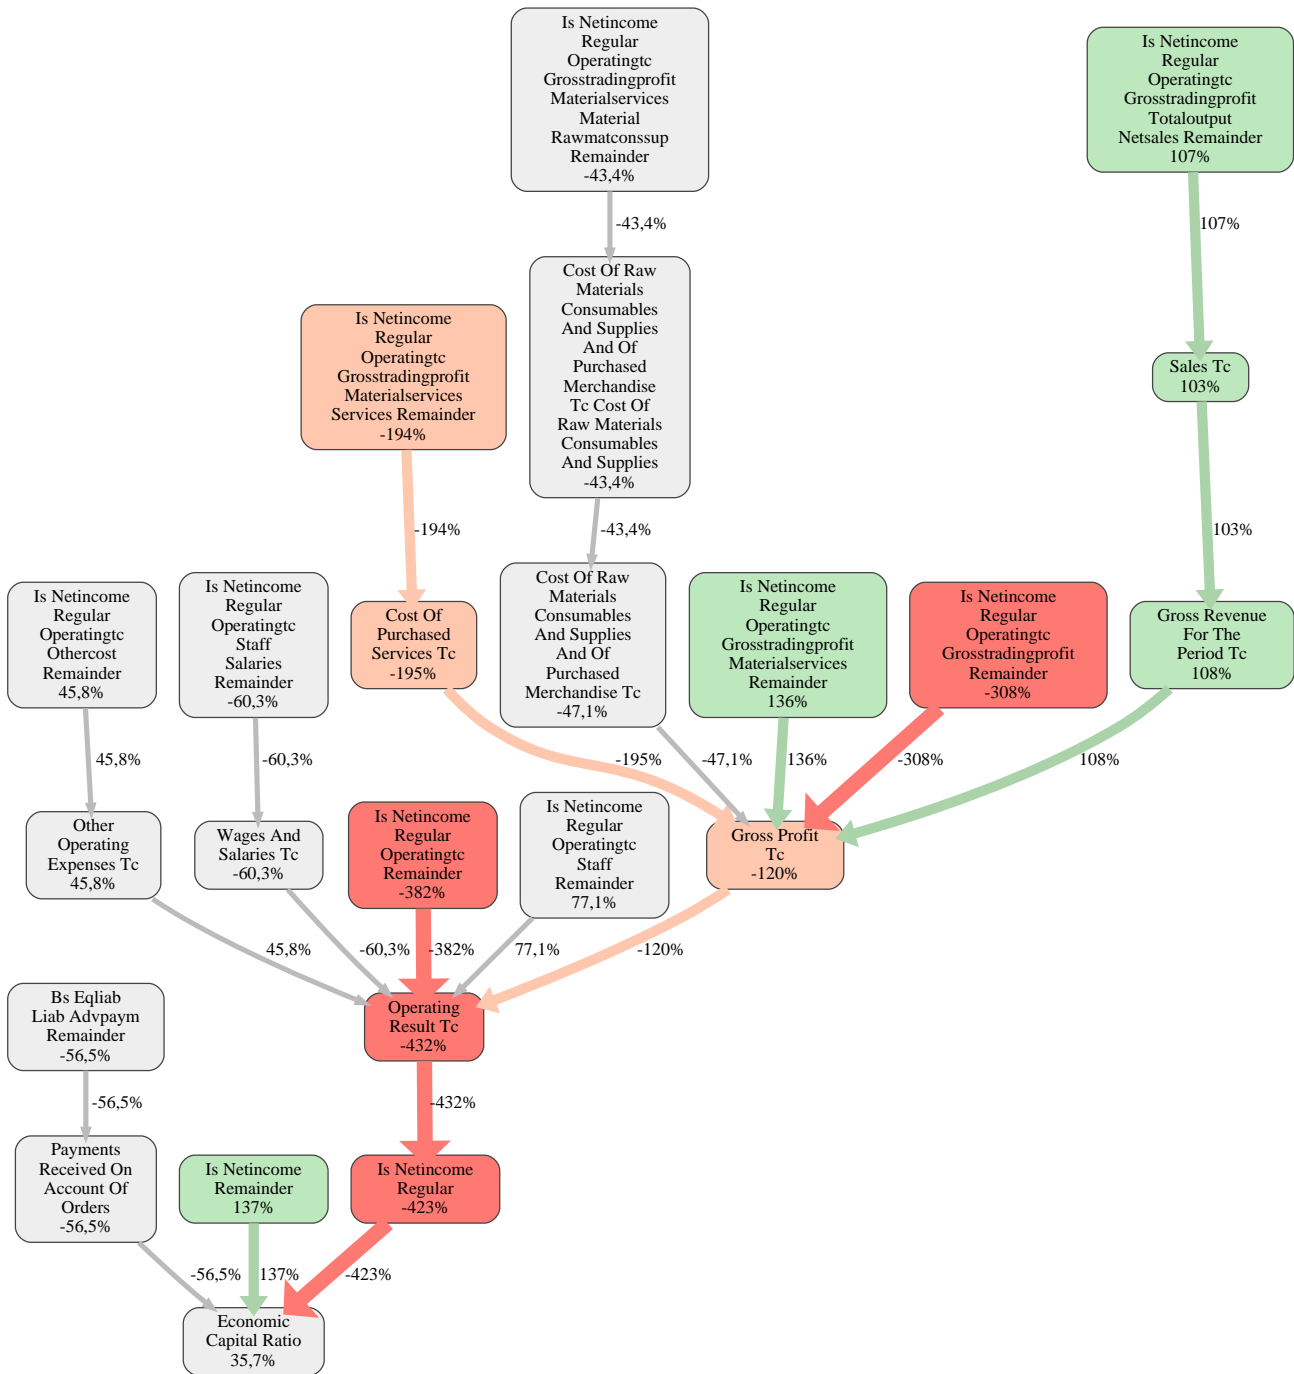 Is Netincome
Regular
Operatingtc
Grosstradingprofit
Materialservices
Material
Rawmatconssup
Remainder
-43,4%
Is Netincome
Regular
Operatingtc
Grosstradingprofit
Totaloutput
Netsales Remainder
107%
-43,4%
107%
Cost Of Raw
Materials
Consumables
And Supplies
And Of
Purchased
Merchandise
Tc Cost Of
Raw Materials
Consumables
And Supplies
-43,4%
Is Netincome
Regular
Operatingtc
Grosstradingprofit
Materialservices
Services Remainder
-194%
Sales Tc
103%
-194%
-43,4%
103%
Is Netincome
Regular
Operatingtc
Othercost
Remainder
45,8%
Is Netincome
Regular
Operatingtc
Staff
Salaries
Remainder
-60,3%
Cost Of
Purchased
Services Tc
-195%
Cost Of Raw
Materials
Consumables
And Supplies
And Of
Purchased
Merchandise Tc
-47,1%
Is Netincome
Regular
Operatingtc
Grosstradingprofit
Materialservices
Remainder
136%
Is Netincome
Regular
Operatingtc
Grosstradingprofit
Remainder
-308%
Gross Revenue
For The
Period Tc
108%
45,8%
-60,3%
-195%
-47,1%
136%
-308%
108%
Other
Operating
Expenses Tc
45,8%
Wages And
Salaries Tc
-60,3%
Is Netincome
Regular
Operatingtc
Remainder
-382%
Is Netincome
Regular
Operatingtc
Staff
Remainder
77,1%
Gross Profit
Tc
-120%
45,8%
-60,3%
-382%
77,1%
-120%
Bs Eqliab
Liab Advpaym
Remainder
-56,5%
Operating
Result Tc
-432%
-56,5%
-432%
Payments
Received On
Account Of
Orders
-56,5%
Is Netincome
Remainder
137%
Is Netincome
Regular
-423%
-56,5%
137%
-423%
Economic
Capital Ratio
35,7%